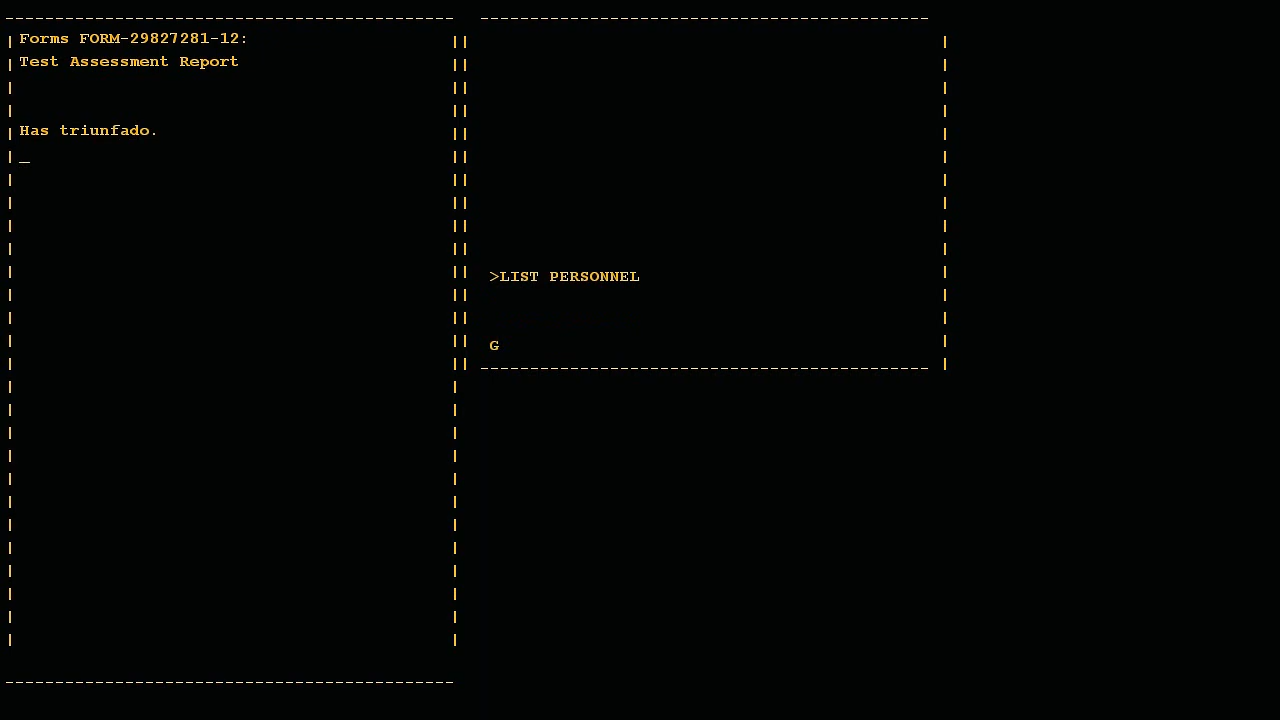 Forms FORM-29827281-12:
Test Assessment Report
Has triunfado.
_
>LIST PERSONNEL
G